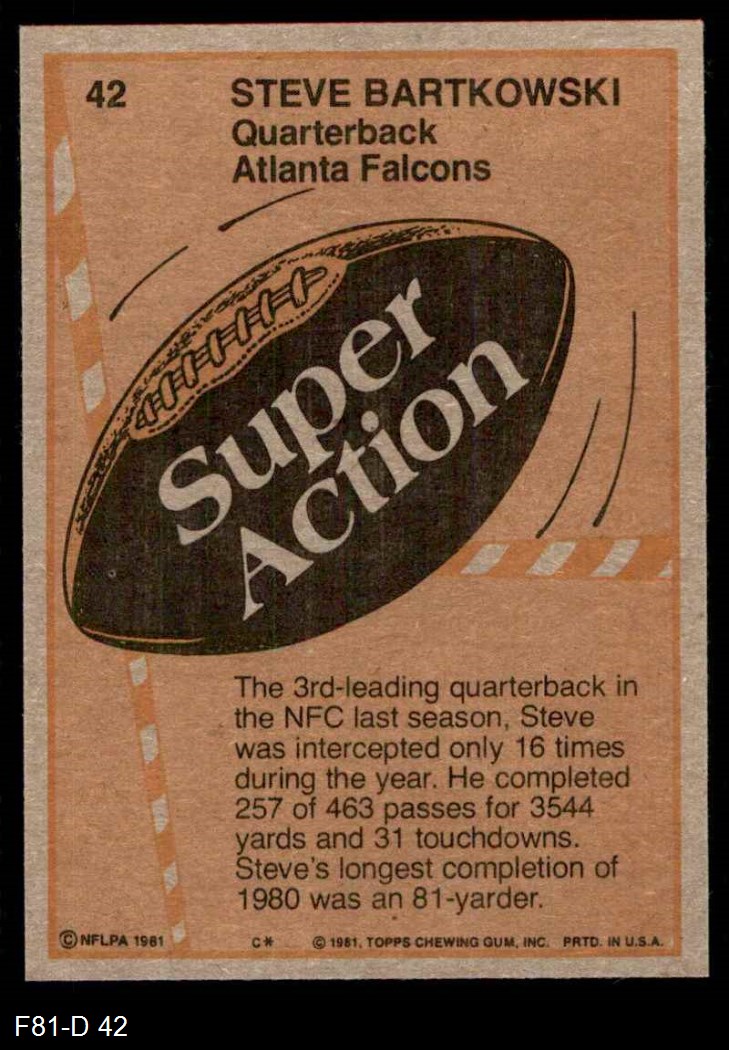 42
STEVE BARTKOWSKI
Quarterback
Atlanta Falcons
Super
Action
The 3rd-leading quarterback in
the NFC last season, Steve
was intercepted only 16 times
during the year. He completed
257 of 463 passes for 3544
yards and 31 touchdowns.
Steve's longest completion of
1980 was an 81-yarder.
© NFLPA 1981
C*
© 1981, TOPPS CHEWING GUM, INC. PRTD. IN U.S.A.
F81-D 42